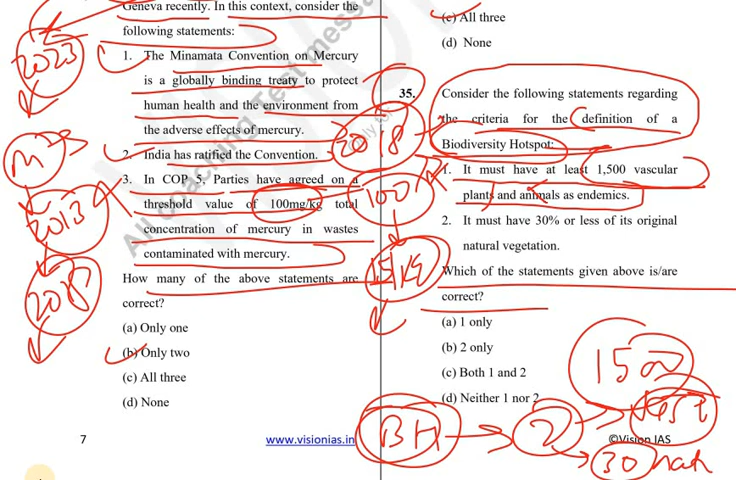 Geneva recently. In this context, consider the
following statements:
1. The Minamata Convention on Mercury
is a globally binding treaty to protect
human health and the environment from
the adverse effects of mercury.
2. India has ratified the Convention.
3. In COP 5, Parties have agreed on a
threshold value of 100mg/kg total
concentration of mercury in wastes
contaminated with mercury.
How many of the above statements are
correct?
(a) Only one
(b) Only two
(c) All three
(d) None
2023
2013
7
www.visionias.in
(c) All three
(d) None
35.
Consider the following statements regarding
the criteria for the definition of a
Biodiversity Hotspot:
1. It must have at least 1,500 vascular
plants and animals as endemics.
2. It must have 30% or less of its original
natural vegetation.
Which of the statements given above is/are
correct?
(a) 1 only
(b) 2 only
(c) Both 1 and 2
(d) Neither 1 nor 2
2018
100
15
1500
BH
2
30
©Vision IAS